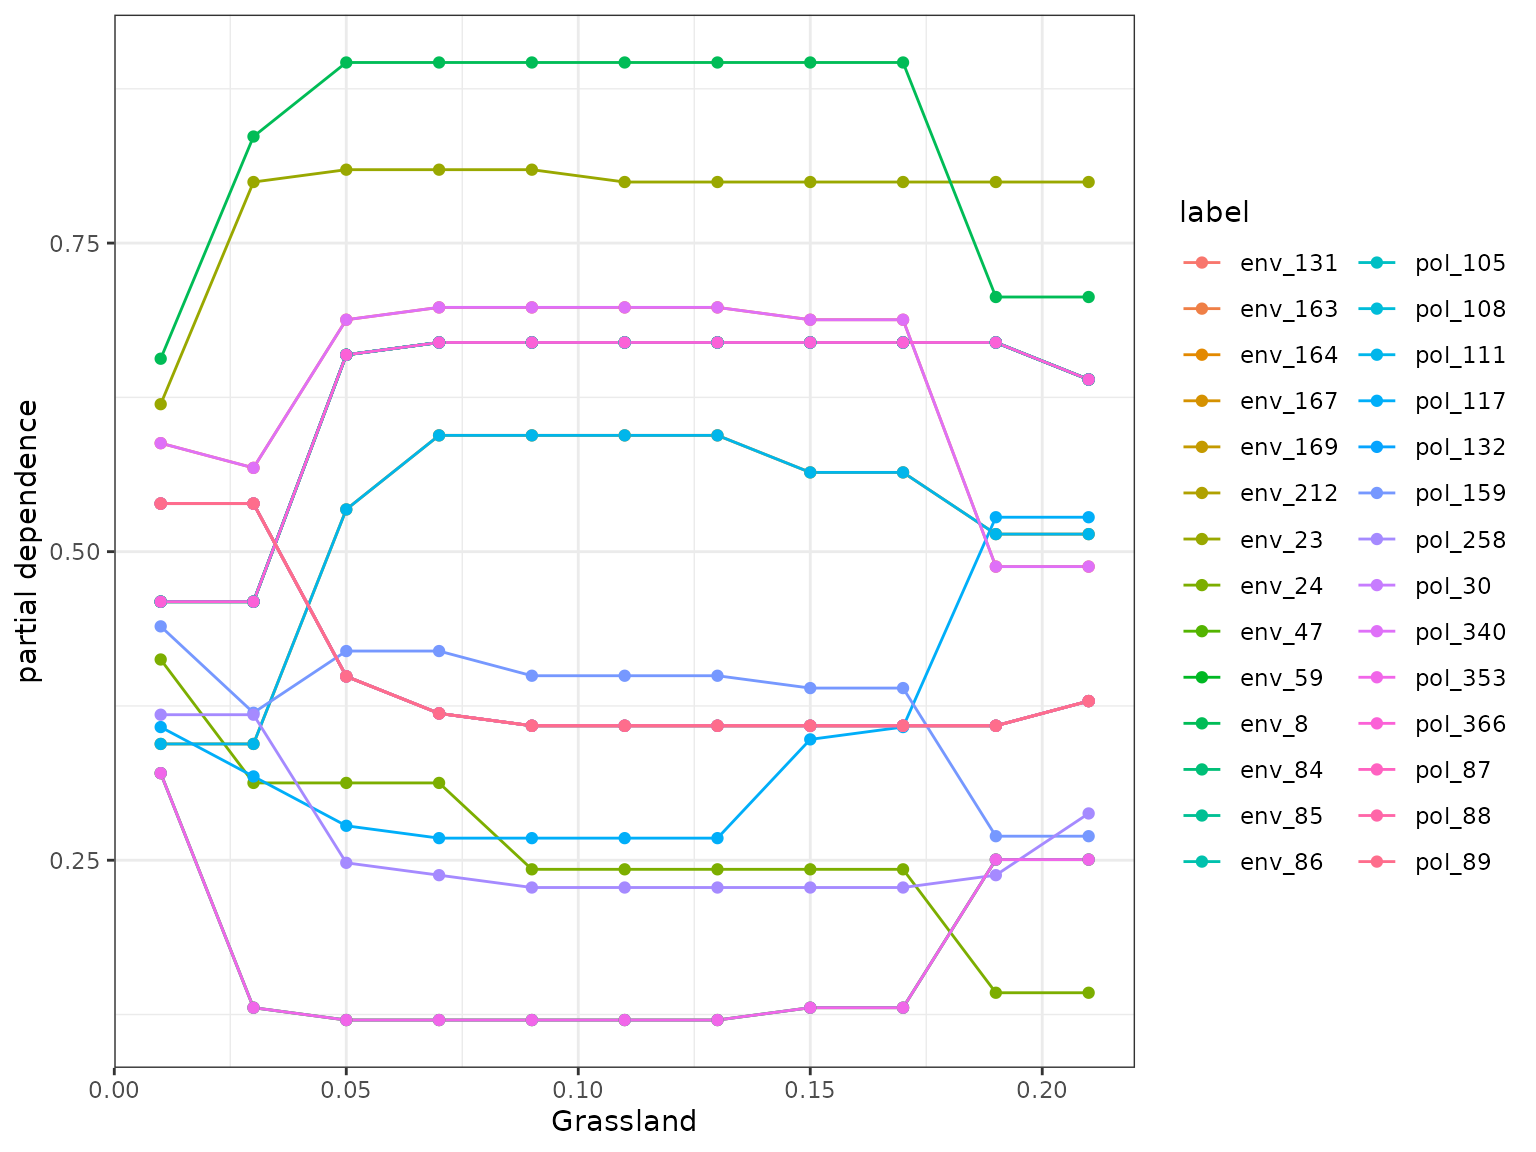 0.75
0.50
0.25
partial dependence
0.00 0.05 0.10 0.15 0.20
Grassland
label
env_131 pol_105
env_163 pol_108
env_164 pol_111
env_167 pol_117
env_169 pol_132
env_212 pol_159
env_23 pol_258
env_24 pol_30
env_47 pol_340
env_59 pol_353
env_8 pol_366
env_84 pol_87
env_85 pol_88
env_86 pol_89